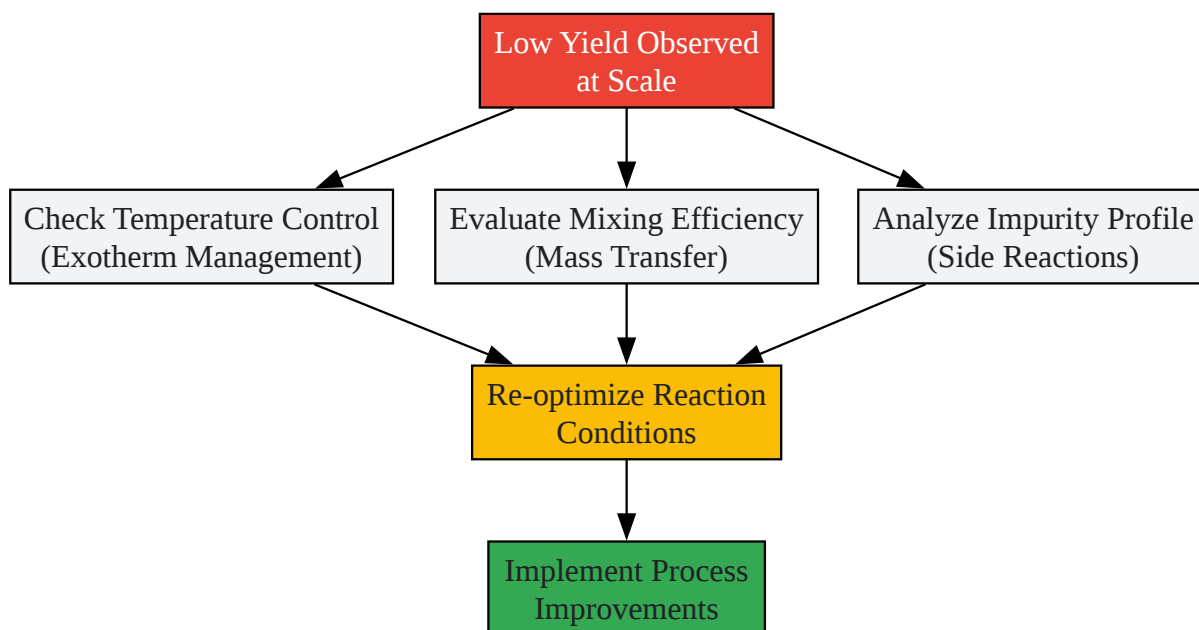 Low Yield Observed
at Scale
Check Temperature Control
(Exotherm Management)
Evaluate Mixing Efficiency
(Mass Transfer)
Analyze Impurity Profile
(Side Reactions)
Re-optimize Reaction
Conditions
Implement Process
Improvements